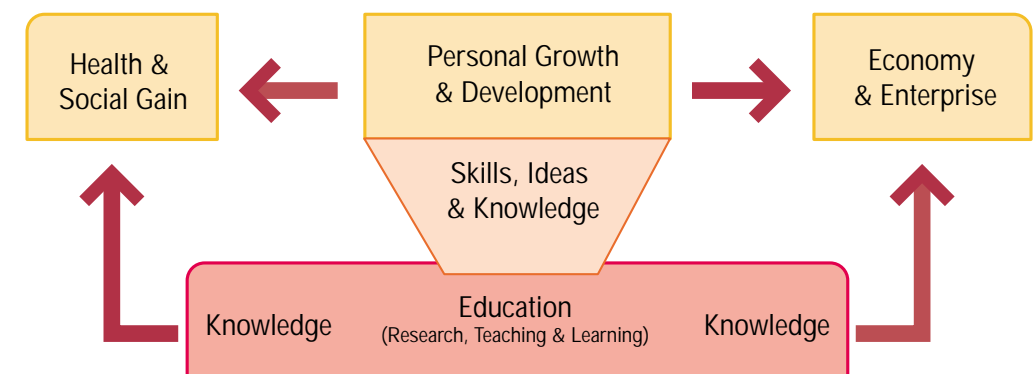 Health &
Social Gain
Personal Growth
& Development
Economy
& Enterprise
Skills, Ideas
& Knowledge
Knowledge
Education
(Research, Teaching & Learning)
Knowledge